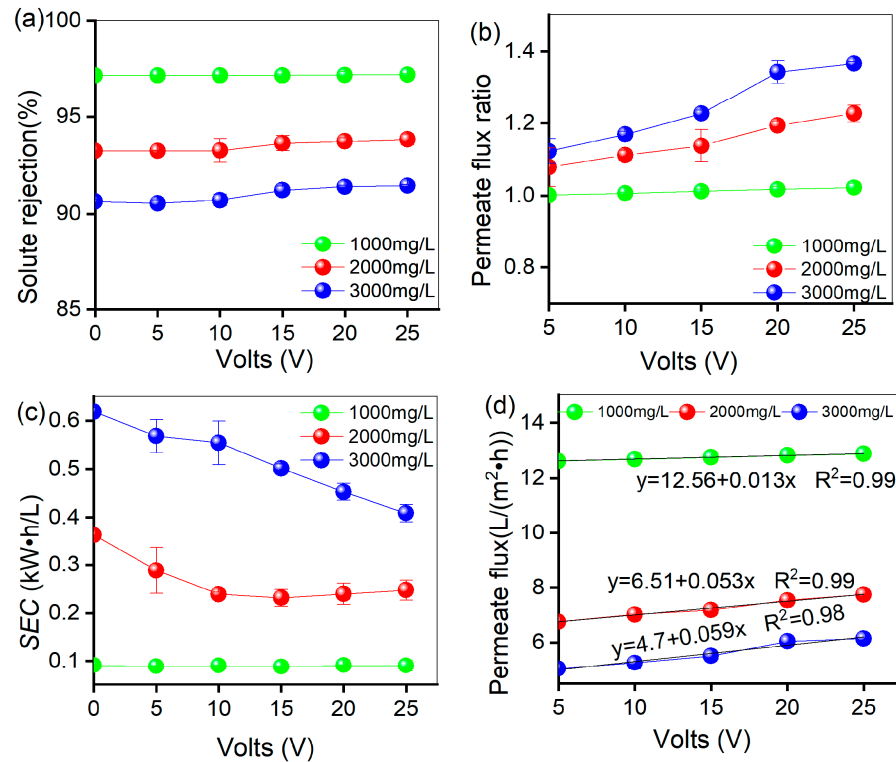 (a)
100
95
90
85
Solute rejection(%)
1000mg/L
2000mg/L
3000mg/L
0 5 10 15 20 25
Volts (V)
(b)
1.4
1.2
1.0
0.8
Permeate flux ratio
1000mg/L
2000mg/L
3000mg/L
5 10 15 20 25
Volts (V)
(c)
0.6
0.5
0.4
0.3
0.2
0.1
SEC (kW•h/L)
1000mg/L
2000mg/L
3000mg/L
0 5 10 15 20 25
Volts (V)
(d)
14
12
10
8
6
Permeate flux(L/(m²•h))
1000mg/L 2000mg/L 3000mg/L
y=12.56+0.013x R²=0.99
y=6.51+0.053x R²=0.99
y=4.7+0.059x R²=0.98
5 10 15 20 25
Volts (V)